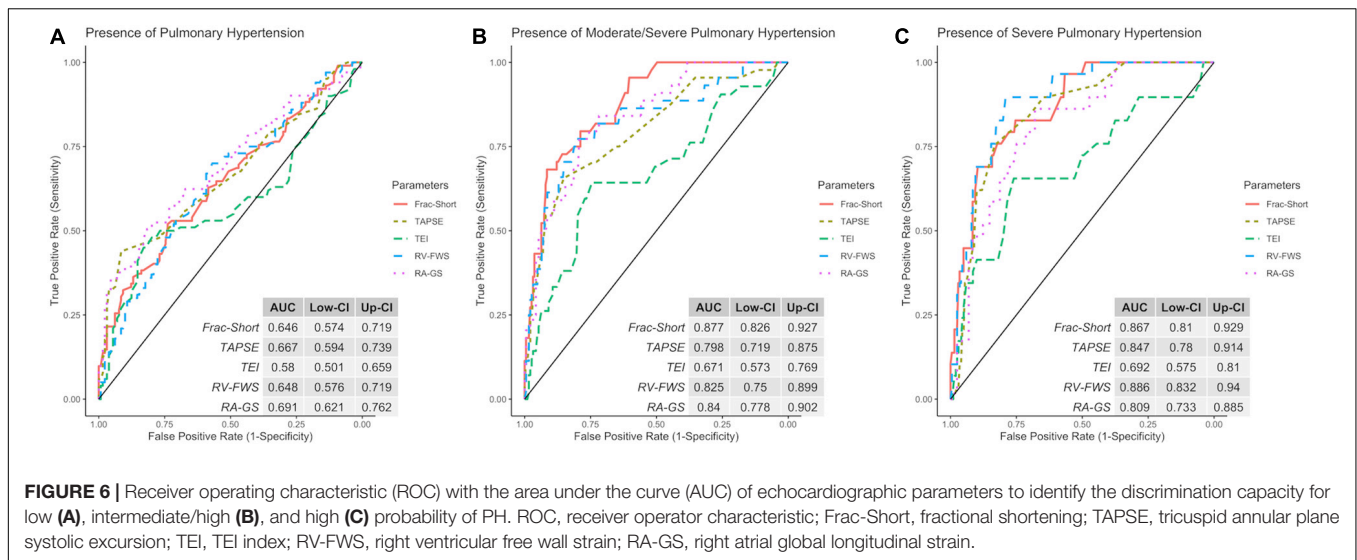 A
Presence of Pulmonary Hypertension
True Positive Rate (Sensitivity)
1.00
0.75
0.50
0.25
0.00
1.00 0.75 0.50 0.25 0.00
False Positive Rate (1-Specificity)
Parameters
Frac-Short
TAPSE
TEI
RV-FWS
RA-GS
AUC Low-CI Up-CI
Frac-Short 0.646 0.574 0.719
TAPSE 0.667 0.594 0.739
TEI 0.58 0.501 0.659
RV-FWS 0.648 0.576 0.719
RA-GS 0.691 0.621 0.762
B
Presence of Moderate/Severe Pulmonary Hypertension
True Positive Rate (Sensitivity)
1.00
0.75
0.50
0.25
0.00
1.00 0.75 0.50 0.25 0.00
False Positive Rate (1-Specificity)
Parameters
Frac-Short
TAPSE
TEI
RV-FWS
RA-GS
AUC Low-CI Up-CI
Frac-Short 0.877 0.826 0.927
TAPSE 0.798 0.719 0.875
TEI 0.671 0.573 0.769
RV-FWS 0.825 0.75 0.899
RA-GS 0.84 0.778 0.902
C
Presence of Severe Pulmonary Hypertension
True Positive Rate (Sensitivity)
1.00
0.75
0.50
0.25
0.00
1.00 0.75 0.50 0.25 0.00
False Positive Rate (1-Specificity)
Parameters
Frac-Short
TAPSE
TEI
RV-FWS
RA-GS
AUC Low-CI Up-CI
Frac-Short 0.867 0.81 0.929
TAPSE 0.847 0.78 0.914
TEI 0.692 0.575 0.81
RV-FWS 0.886 0.832 0.94
RA-GS 0.809 0.733 0.885
FIGURE 6 | Receiver operating characteristic (ROC) with the area under the curve (AUC) of echocardiographic parameters to identify the discrimination capacity for
low (A), intermediate/high (B), and high (C) probability of PH. ROC, receiver operator characteristic; Frac-Short, fractional shortening; TAPSE, tricuspid annular plane
systolic excursion; TEI, TEI index; RV-FWS, right ventricular free wall strain; RA-GS, right atrial global longitudinal strain.